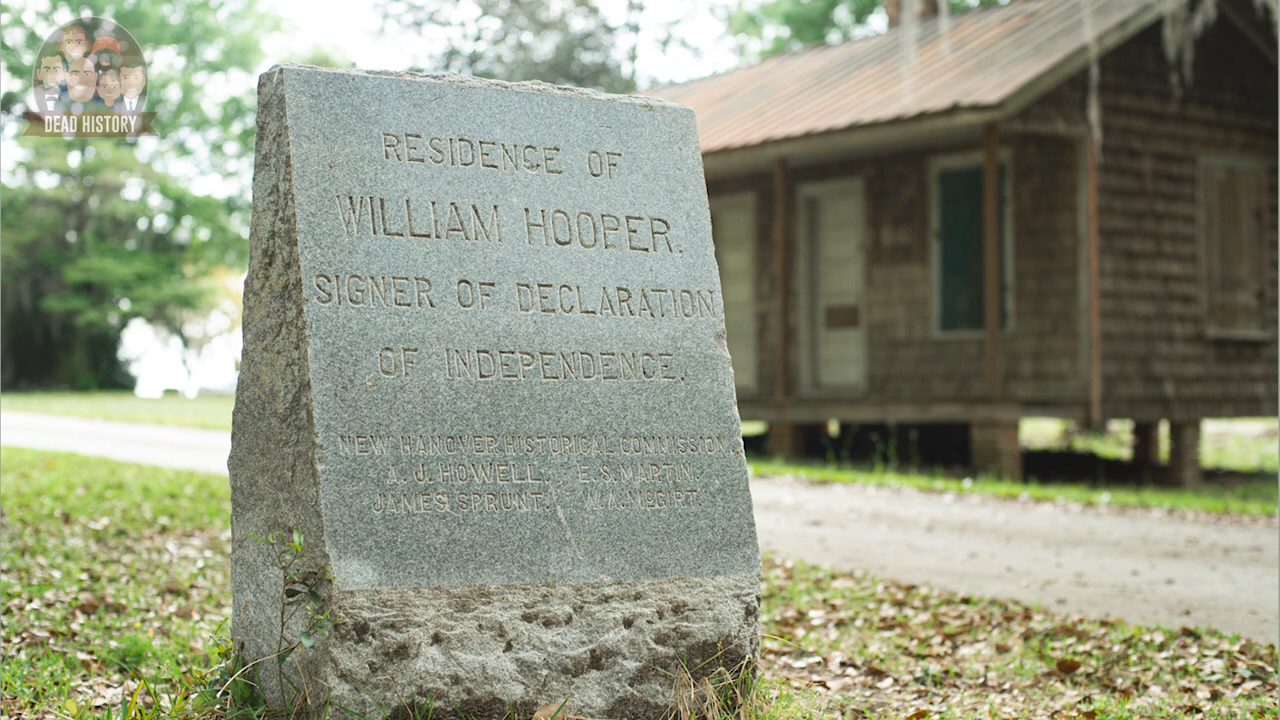 DEAD HISTORY
RESIDENCE OF
WILLIAM HOOPER.
SIGNER OF DECLARATION
OF INDEPENDENCE.
NEW HANOVER HISTORICAL COMMISSION.
A. J. HOWELL. E. S. MARTIN.
JAMES SPRUNT. W. A. McGIRT.